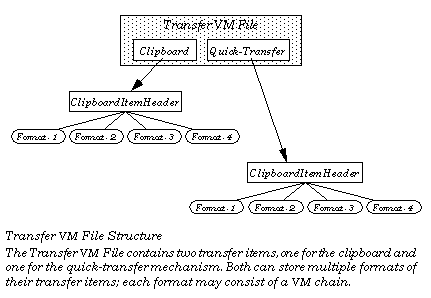 Transfer VM File
Clipboard
Quick-Transfer
ClipboardItemHeader
Format - 1
Format - 2
Format - 3
Format - 4
ClipboardItemHeader
Format - 1
Format - 2
Format - 3
Format - 4
Transfer VM File Structure
The Transfer VM File contains two transfer items, one for the clipboard and
one for the quick-transfer mechanism. Both can store multiple formats of
their transfer items; each format may consist of a VM chain.